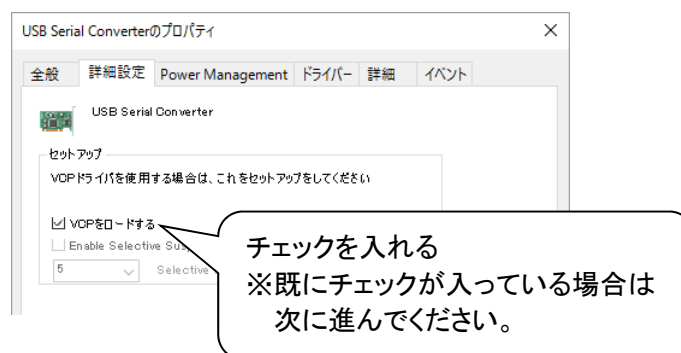 USB Serial Converterのプロパティ
全般 詳細設定 Power Management ドライバー 詳細 イベント
USB Serial Converter
セットアップ
VCPドライバを使用する場合は、これをセットアップをしてください
VCPをロードする
Enable Selective
5 Selective
チェックを入れる
※既にチェックが入っている場合は
次に進んでください。